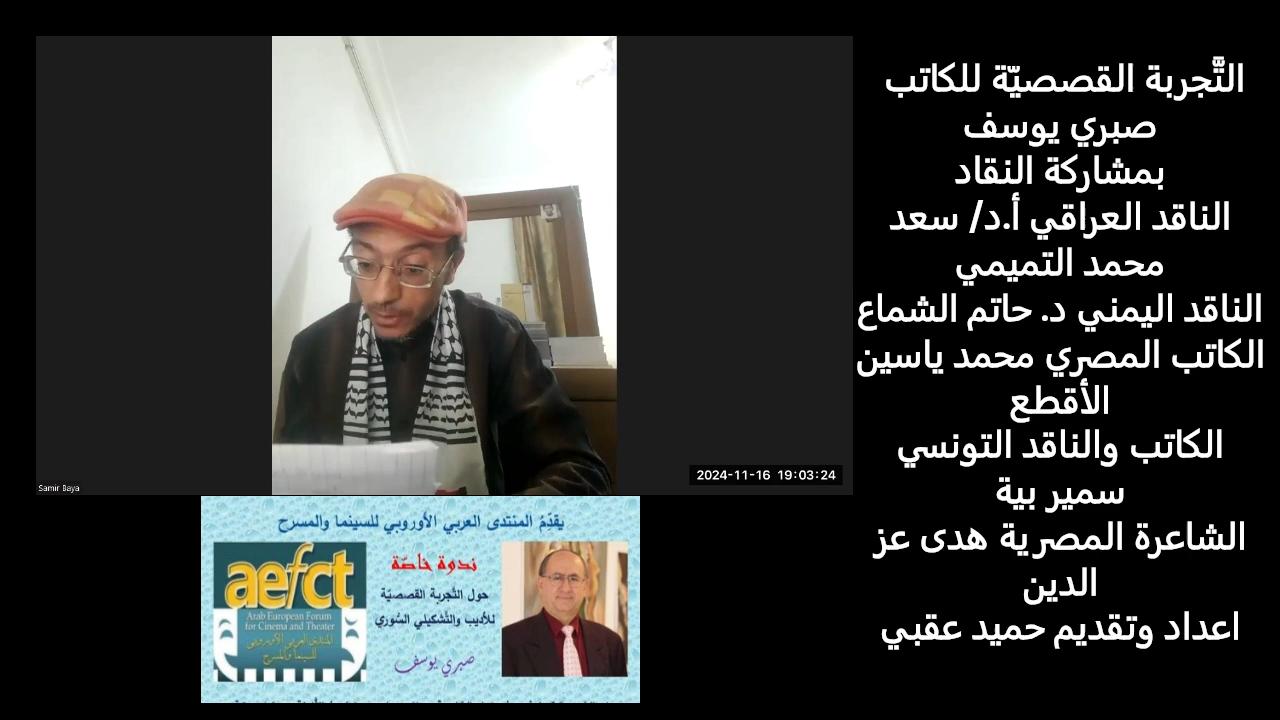 التَّجربة القصصيّة للكاتب
صبري يوسف
بمشاركة النقاد
الناقد العراقي أ.د/ سعد
محمد التميمي
الناقد اليمني د. حاتم الشماع
الكاتب المصري محمد ياسين
الأقطع
الكاتب والناقد التونسي
سمير بية
الشاعرة المصرية هدى عز
الدين
اعداد وتقديم حميد عقبي
2024-11-16 19:03:24
Samir Baya
يقدِّمُ المنتدى العربي الأوروبي للسينما والمسرح
ندوة خاصّة
حول التَّجربة القصصيّة
للأديب والتَّشكيلي السُّوري
صبري يوسف
aefct
Arab European Forum
for Cinema and Theater
المنتدى العربي الأوروبي
للسينما والمسرح